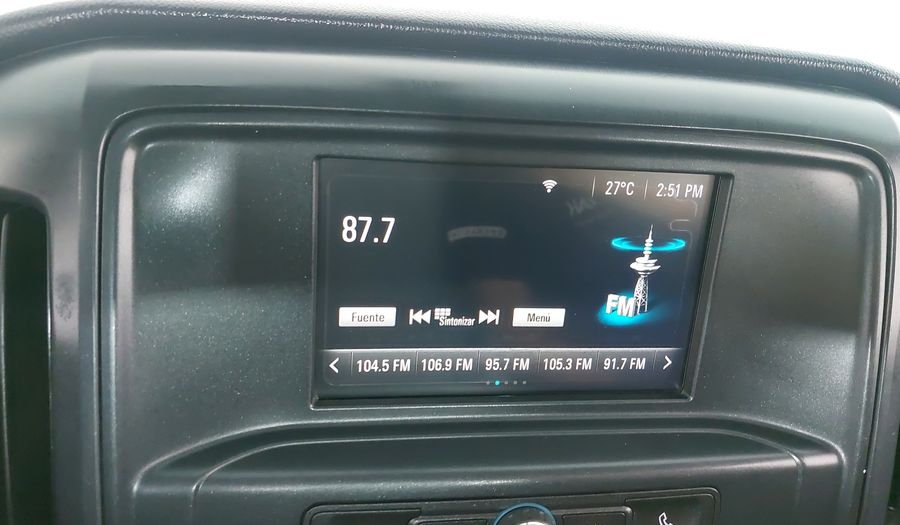 27°C 2:51 PM
87.7
FM
Fuente Sintonizar Menú
104.5 FM 106.9 FM 95.7 FM 105.3 FM 91.7 FM